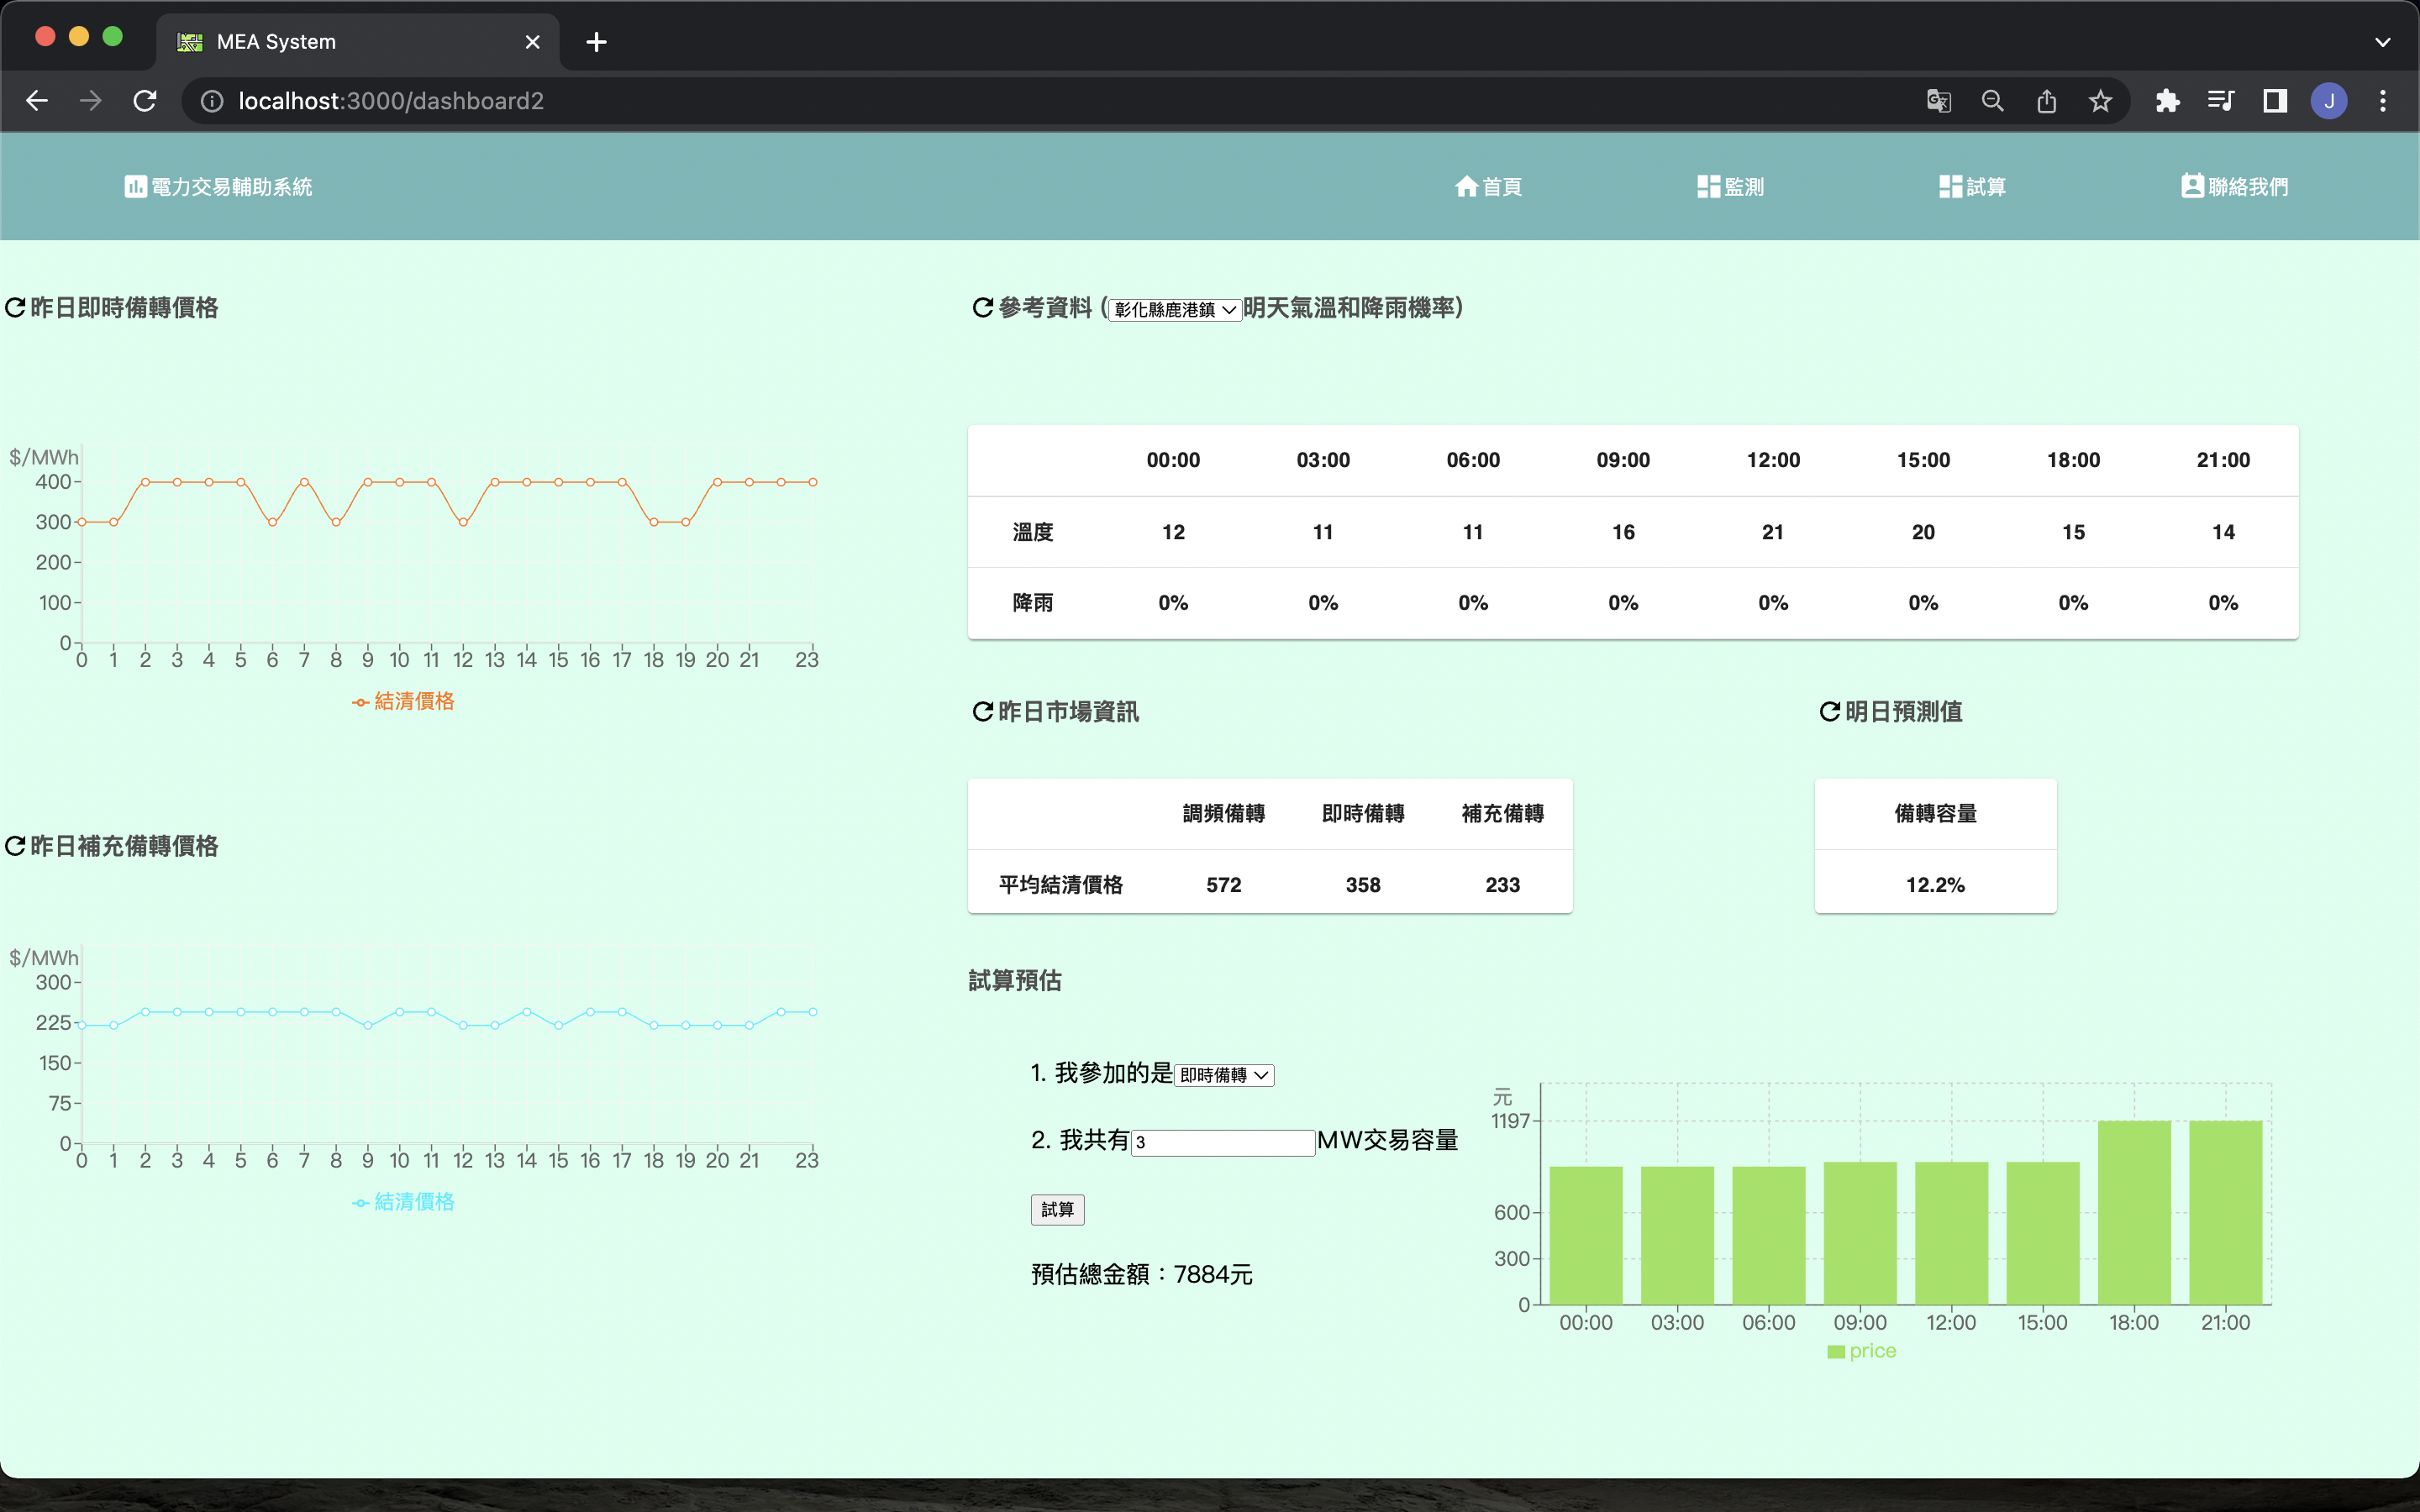 MEA System
localhost:3000/dashboard2
J
電力交易輔助系統
首頁
監測
試算
聯絡我們
昨日即時備轉價格
$/MWh
400
300
200
100
0
0 1 2 3 4 5 6 7 8 9 10 11 12 13 14 15 16 17 18 19 20 21 23
結清價格
昨日補充備轉價格
$/MWh
300
225
150
75
0
0 1 2 3 4 5 6 7 8 9 10 11 12 13 14 15 16 17 18 19 20 21 23
結清價格
參考資料 (彰化縣鹿港鎮 明天氣溫和降雨機率)
00:00 03:00 06:00 09:00 12:00 15:00 18:00 21:00
溫度 12 11 11 16 21 20 15 14
降雨 0% 0% 0% 0% 0% 0% 0% 0%
昨日市場資訊
調頻備轉 即時備轉 補充備轉
平均結清價格 572 358 233
明日預測值
備轉容量
12.2%
試算預估
1. 我參加的是 即時備轉
2. 我共有 3 MW交易容量
試算
預估總金額：7884元
元
1197
600
300
0
00:00 03:00 06:00 09:00 12:00 15:00 18:00 21:00
price